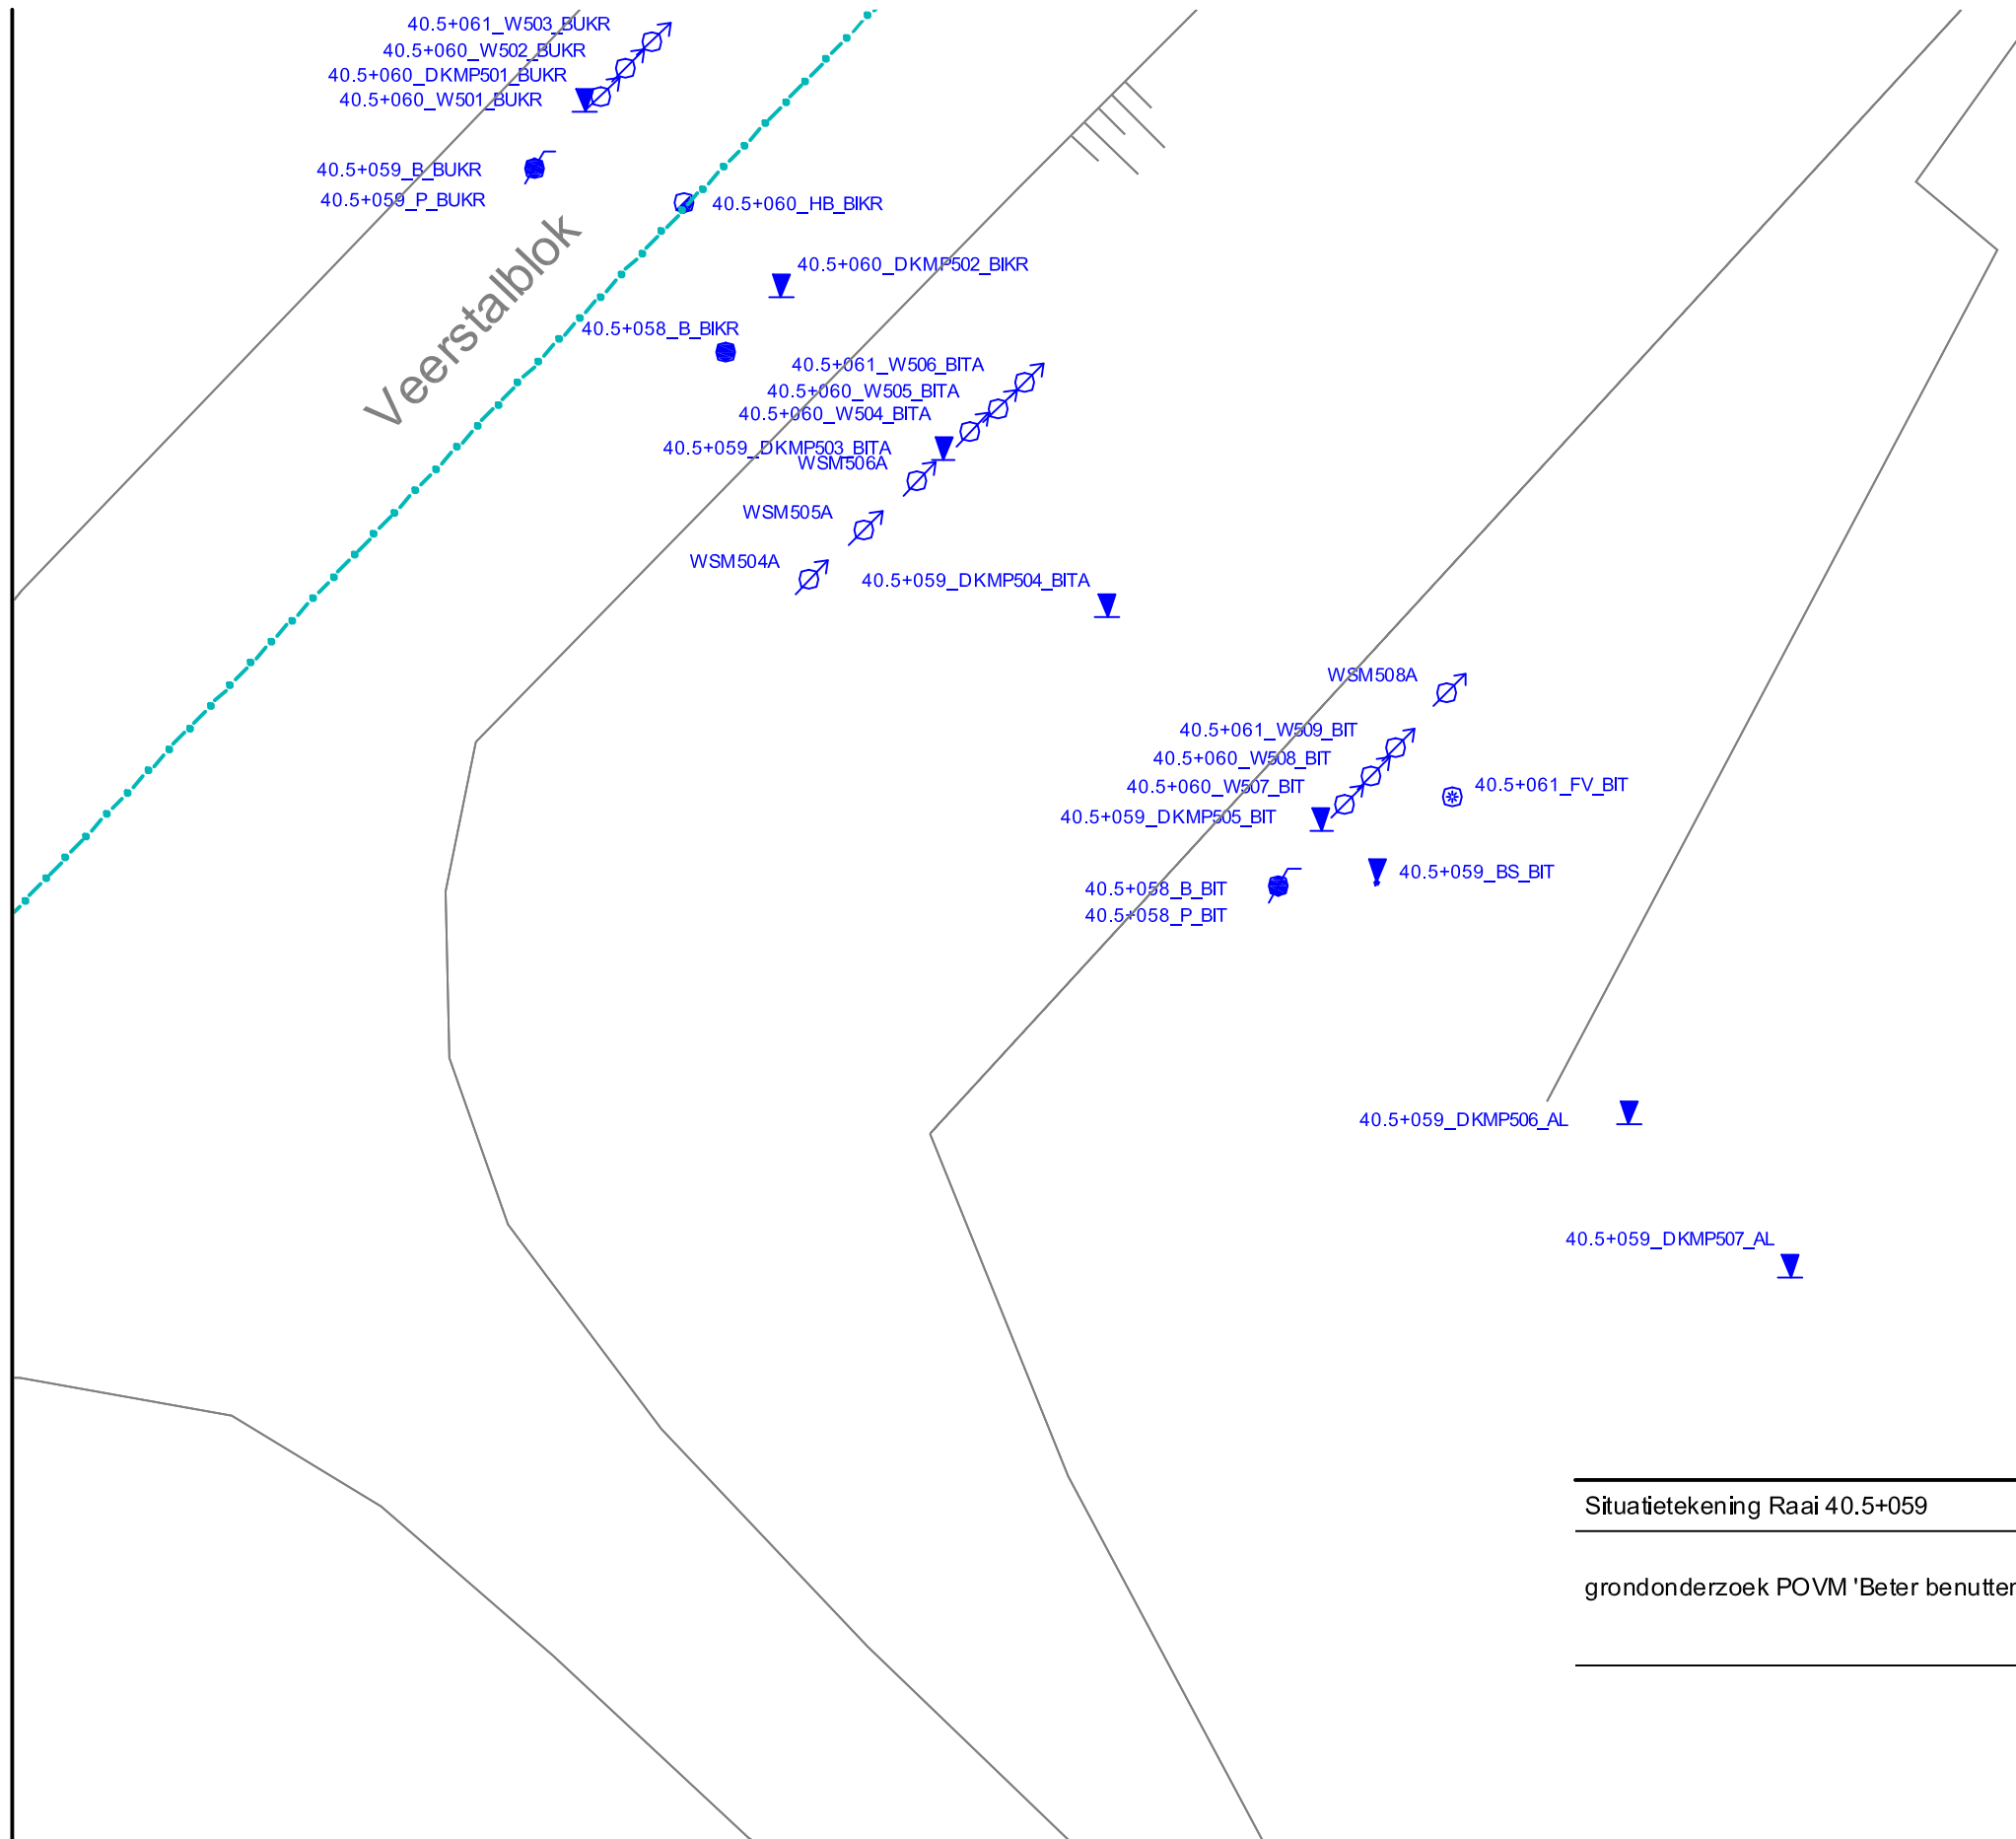 40.5+061_W503_BUKR
40.5+060_W502_BUKR
40.5+060_DKMP501_BUKR
40.5+060_W501_BUKR
40.5+059_B_BUKR
40.5+059_P_BUKR
40.5+060_HB_BIKR
Veerstalblok
40.5+060_DKMP502_BIKR
40.5+058_B_BIKR
40.5+061_W506_BITA
40.5+060_W505_BITA
40.5+060_W504_BITA
40.5+059_DKMP503_BITA
WSM506A
WSM505A
WSM504A
40.5+059_DKMP504_BITA
WSM508A
40.5+061_W509_BIT
40.5+060_W508_BIT
40.5+060_W507_BIT
40.5+061_FV_BIT
40.5+059_DKMP505_BIT
40.5+059_BS_BIT
40.5+058_B_BIT
40.5+058_P_BIT
40.5+059_DKMP506_AL
40.5+059_DKMP507_AL
Situatietekening Raai 40.5+059
grondonderzoek POVM 'Beter benutten